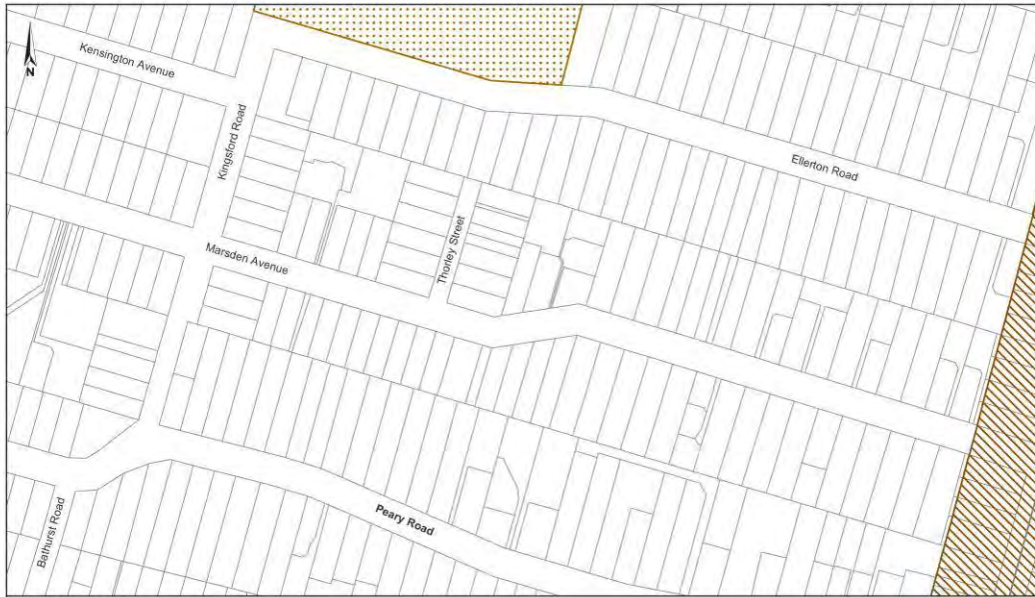 Kensington Avenue
N
Kingsford Road
Ellerton Road
Thorley Street
Marsden Avenue
Peary Road
Bathurst Road